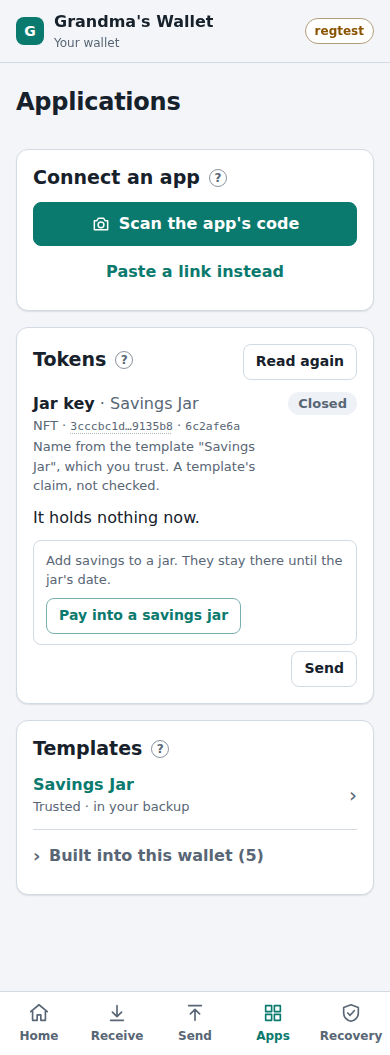 G
Grandma's Wallet
Your wallet
regtest
Applications
Connect an app ?
Scan the app's code
Paste a link instead
Tokens ?
Read again
Jar key · Savings Jar
Closed
NFT · 3cccbc1d…9135b8 · 6c2afe6a
Name from the template "Savings
Jar", which you trust. A template's
claim, not checked.
It holds nothing now.
Add savings to a jar. They stay there until the
jar's date.
Pay into a savings jar
Send
Templates ?
Savings Jar
Trusted · in your backup
Built into this wallet (5)
Home
Receive
Send
Apps
Recovery